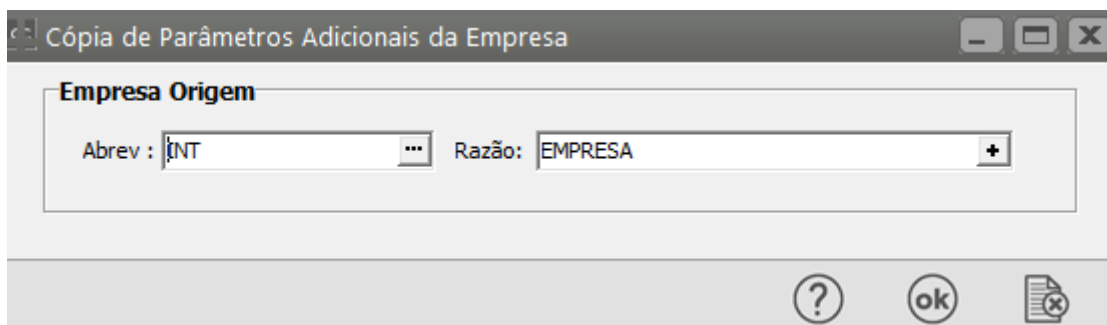 Cópia de Parâmetros Adicionais da Empresa
Empresa Origem
Abrev : INT ... Razão: EMPRESA +
? ok